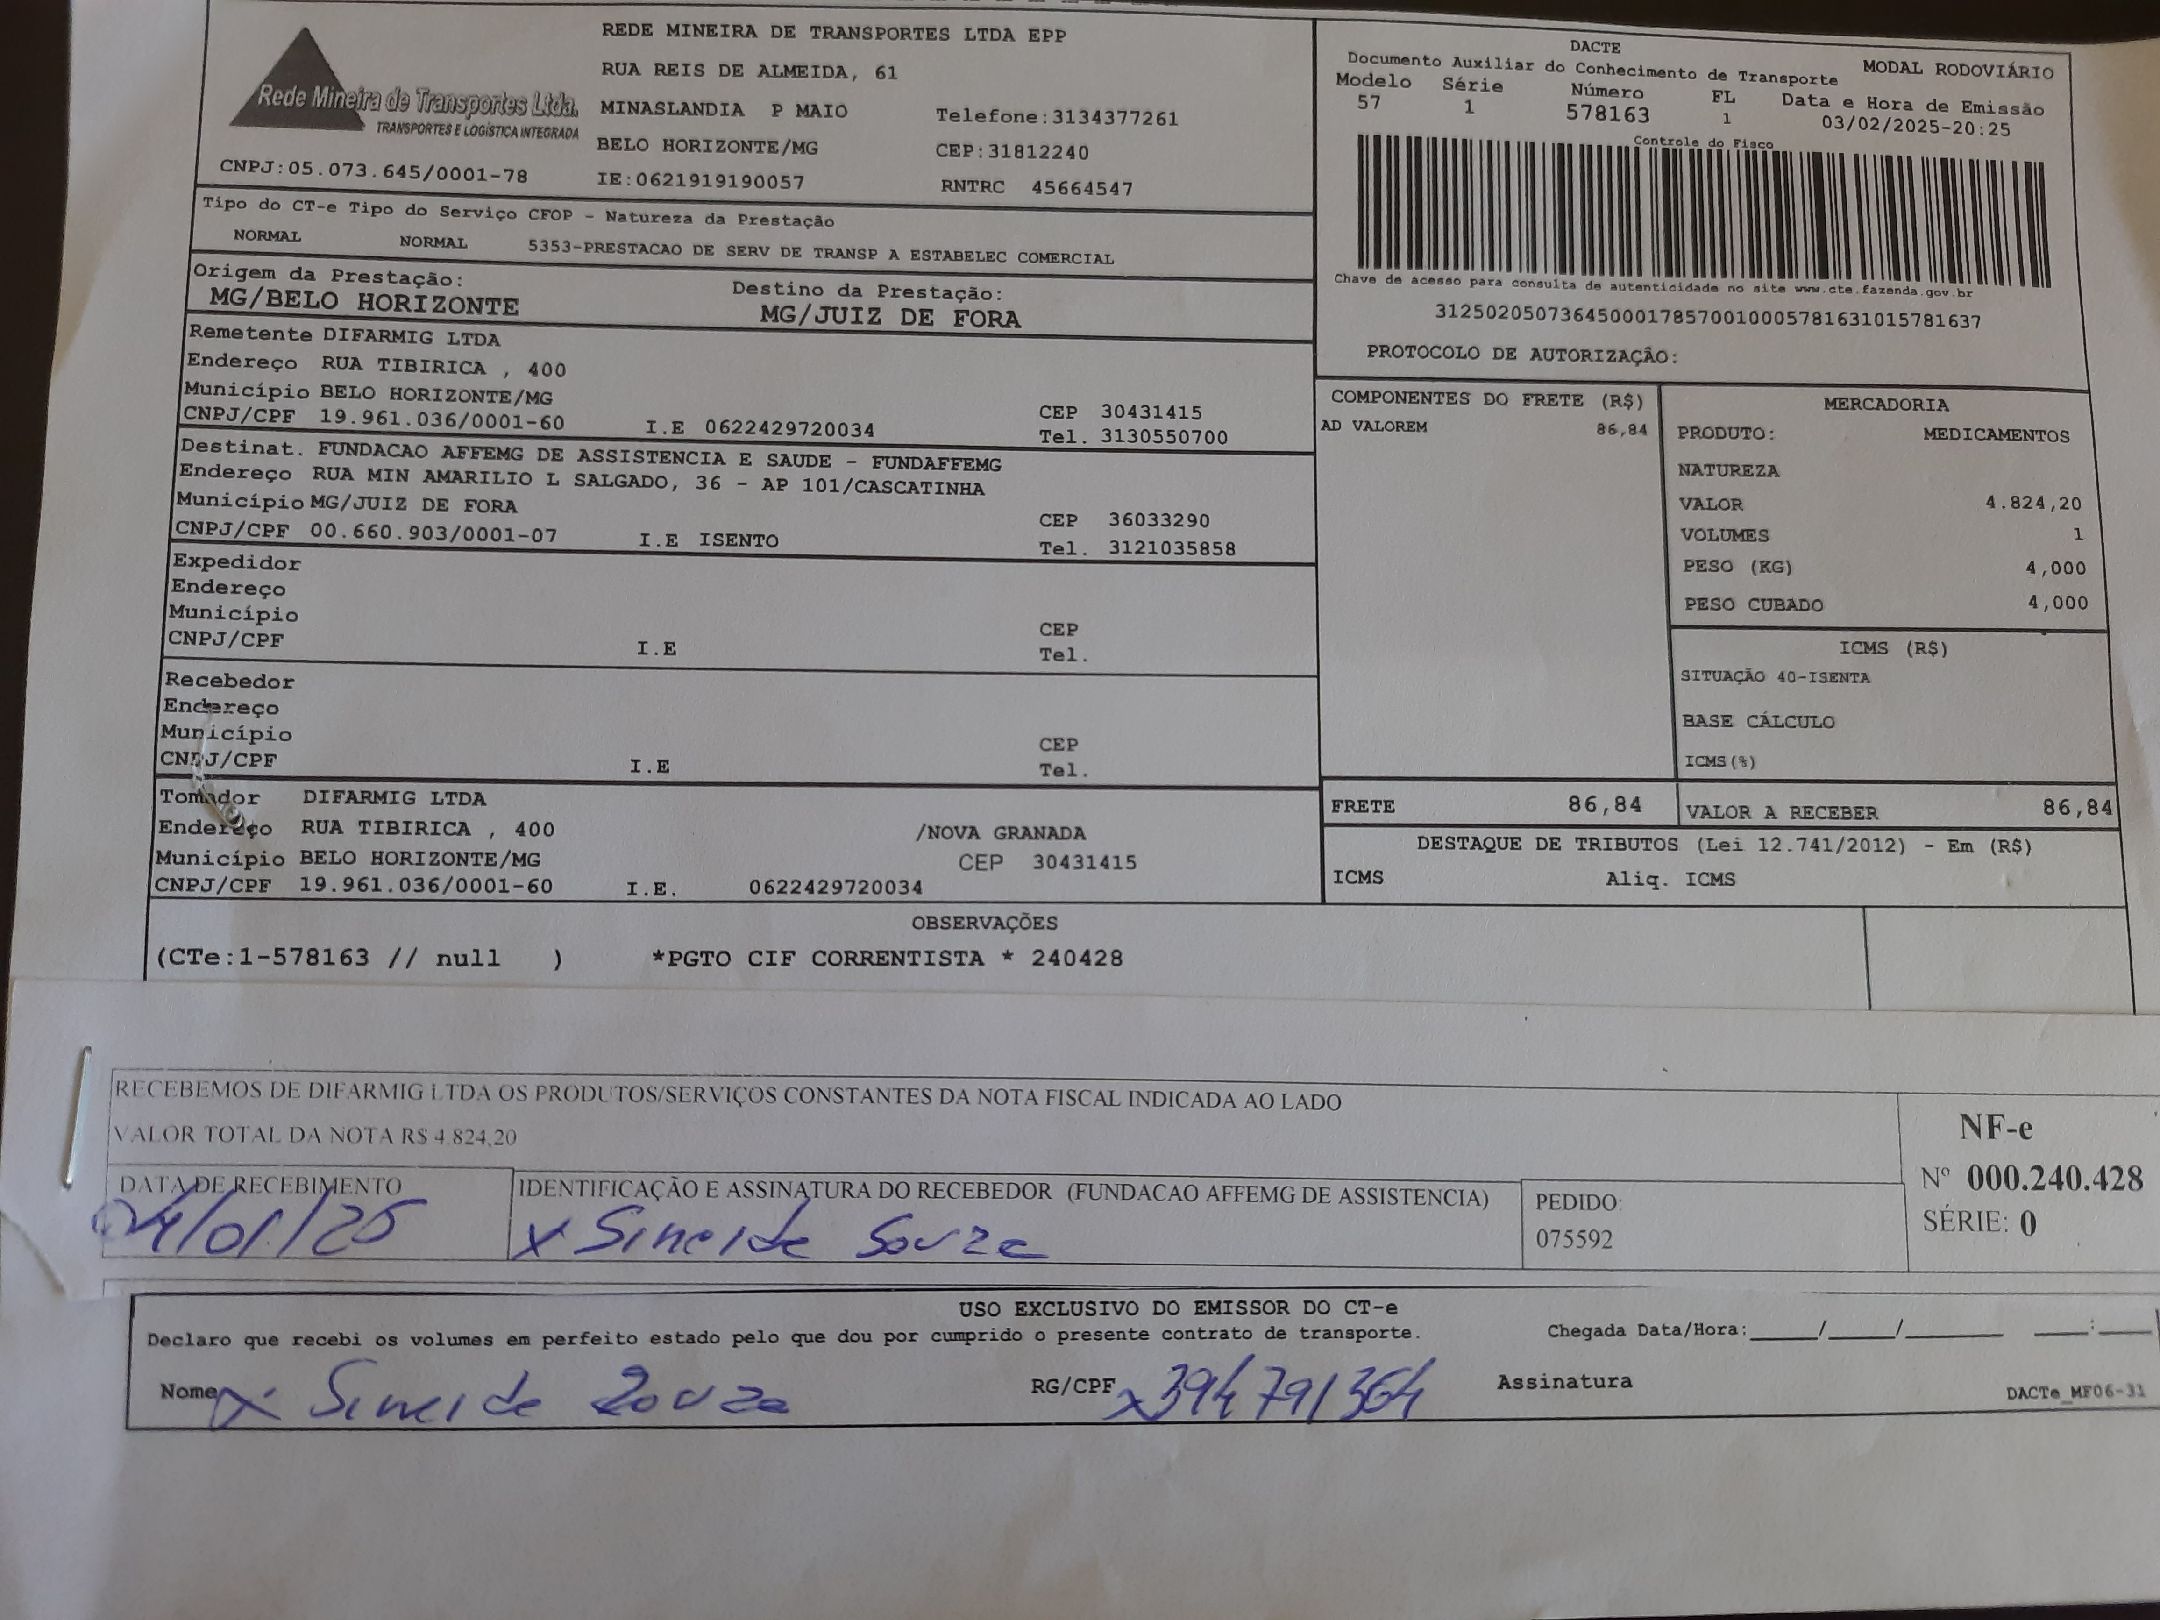 Rede Mineira de Transportes Ltda.
TRANSPORTES E LOGÍSTICA INTEGRADA
CNPJ:05.073.645/0001-78
REDE MINEIRA DE TRANSPORTES LTDA EPP
RUA REIS DE ALMEIDA, 61
MINASLANDIA P MAIO Telefone:3134377261
BELO HORIZONTE/MG CEP:31812240
IE:0621919190057 RNTRC 45664547
DACTE
Documento Auxiliar do Conhecimento de Transporte MODAL RODOVIÁRIO
Modelo Série Número FL Data e Hora de Emissão
57 1 578163 1 03/02/2025-20:25
Controle do Fisco
Chave de acesso para consulta de autenticidade no site www.cte.fazenda.gov.br
31250205073645000178570010005781631015781637
PROTOCOLO DE AUTORIZAÇÃO:
Tipo do CT-e Tipo do Serviço CFOP - Natureza da Prestação
NORMAL NORMAL 5353-PRESTACAO DE SERV DE TRANSP A ESTABELEC COMERCIAL
Origem da Prestação: Destino da Prestação:
MG/BELO HORIZONTE MG/JUIZ DE FORA
Remetente DIFARMIG LTDA
Endereço RUA TIBIRICA , 400
Município BELO HORIZONTE/MG CEP 30431415
CNPJ/CPF 19.961.036/0001-60 I.E 0622429720034 Tel. 3130550700
Destinat. FUNDACAO AFFEMG DE ASSISTENCIA E SAUDE - FUNDAFFEMG
Endereço RUA MIN AMARILIO L SALGADO, 36 - AP 101/CASCATINHA
Município MG/JUIZ DE FORA CEP 36033290
CNPJ/CPF 00.660.903/0001-07 I.E ISENTO Tel. 3121035858
Expedidor
Endereço
Município CEP
CNPJ/CPF I.E Tel.
Recebedor
Endereço
Município CEP
CNPJ/CPF I.E Tel.
Tomador DIFARMIG LTDA
Endereço RUA TIBIRICA , 400 /NOVA GRANADA
Município BELO HORIZONTE/MG CEP 30431415
CNPJ/CPF 19.961.036/0001-60 I.E. 0622429720034
COMPONENTES DO FRETE (R$)
AD VALOREM 86,84
MERCADORIA
PRODUTO: MEDICAMENTOS
NATUREZA
VALOR 4.824,20
VOLUMES 1
PESO (KG) 4,000
PESO CUBADO 4,000
ICMS (R$)
SITUAÇÃO 40-ISENTA
BASE CÁLCULO
ICMS(%)
FRETE 86,84 VALOR A RECEBER 86,84
DESTAQUE DE TRIBUTOS (Lei 12.741/2012) - Em (R$)
ICMS Aliq. ICMS
OBSERVAÇÕES
(CTe:1-578163 // null ) *PGTO CIF CORRENTISTA * 240428
RECEBEMOS DE DIFARMIG LTDA OS PRODUTOS/SERVIÇOS CONSTANTES DA NOTA FISCAL INDICADA AO LADO
VALOR TOTAL DA NOTA R$ 4.824,20
DATA DE RECEBIMENTO
04/01/25
IDENTIFICAÇÃO E ASSINATURA DO RECEBEDOR (FUNDACAO AFFEMG DE ASSISTENCIA)
x Sineide Souza
PEDIDO:
075592
NF-e
Nº 000.240.428
SÉRIE: 0
USO EXCLUSIVO DO EMISSOR DO CT-e
Declaro que recebi os volumes em perfeito estado pelo que dou por cumprido o presente contrato de transporte. Chegada Data/Hora:____/____/______ ___:___
Nome x Sineide Souza RG/CPF x394791364 Assinatura
DACTe_MF06-31